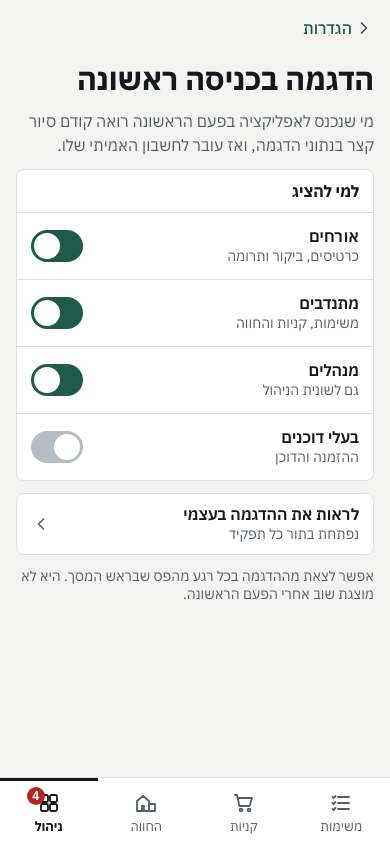 הגדרות
הדגמה בכניסה ראשונה
מי שנכנס לאפליקציה בפעם הראשונה רואה קודם סיור
קצר בנתוני הדגמה, ואז עובר לחשבון האמיתי שלו.
למי להציג
אורחים
כרטיסים, ביקור ותרומה
מתנדבים
משימות, קניות והחווה
מנהלים
גם לשונית הניהול
בעלי דוכנים
ההזמנה והדוכן
לראות את ההדגמה בעצמי
נפתחת בתור כל תפקיד
אפשר לצאת מההדגמה בכל רגע מהפס שבראש המסך. היא לא
מוצגת שוב אחרי הפעם הראשונה.
משימות
קניות
החווה
4
ניהול